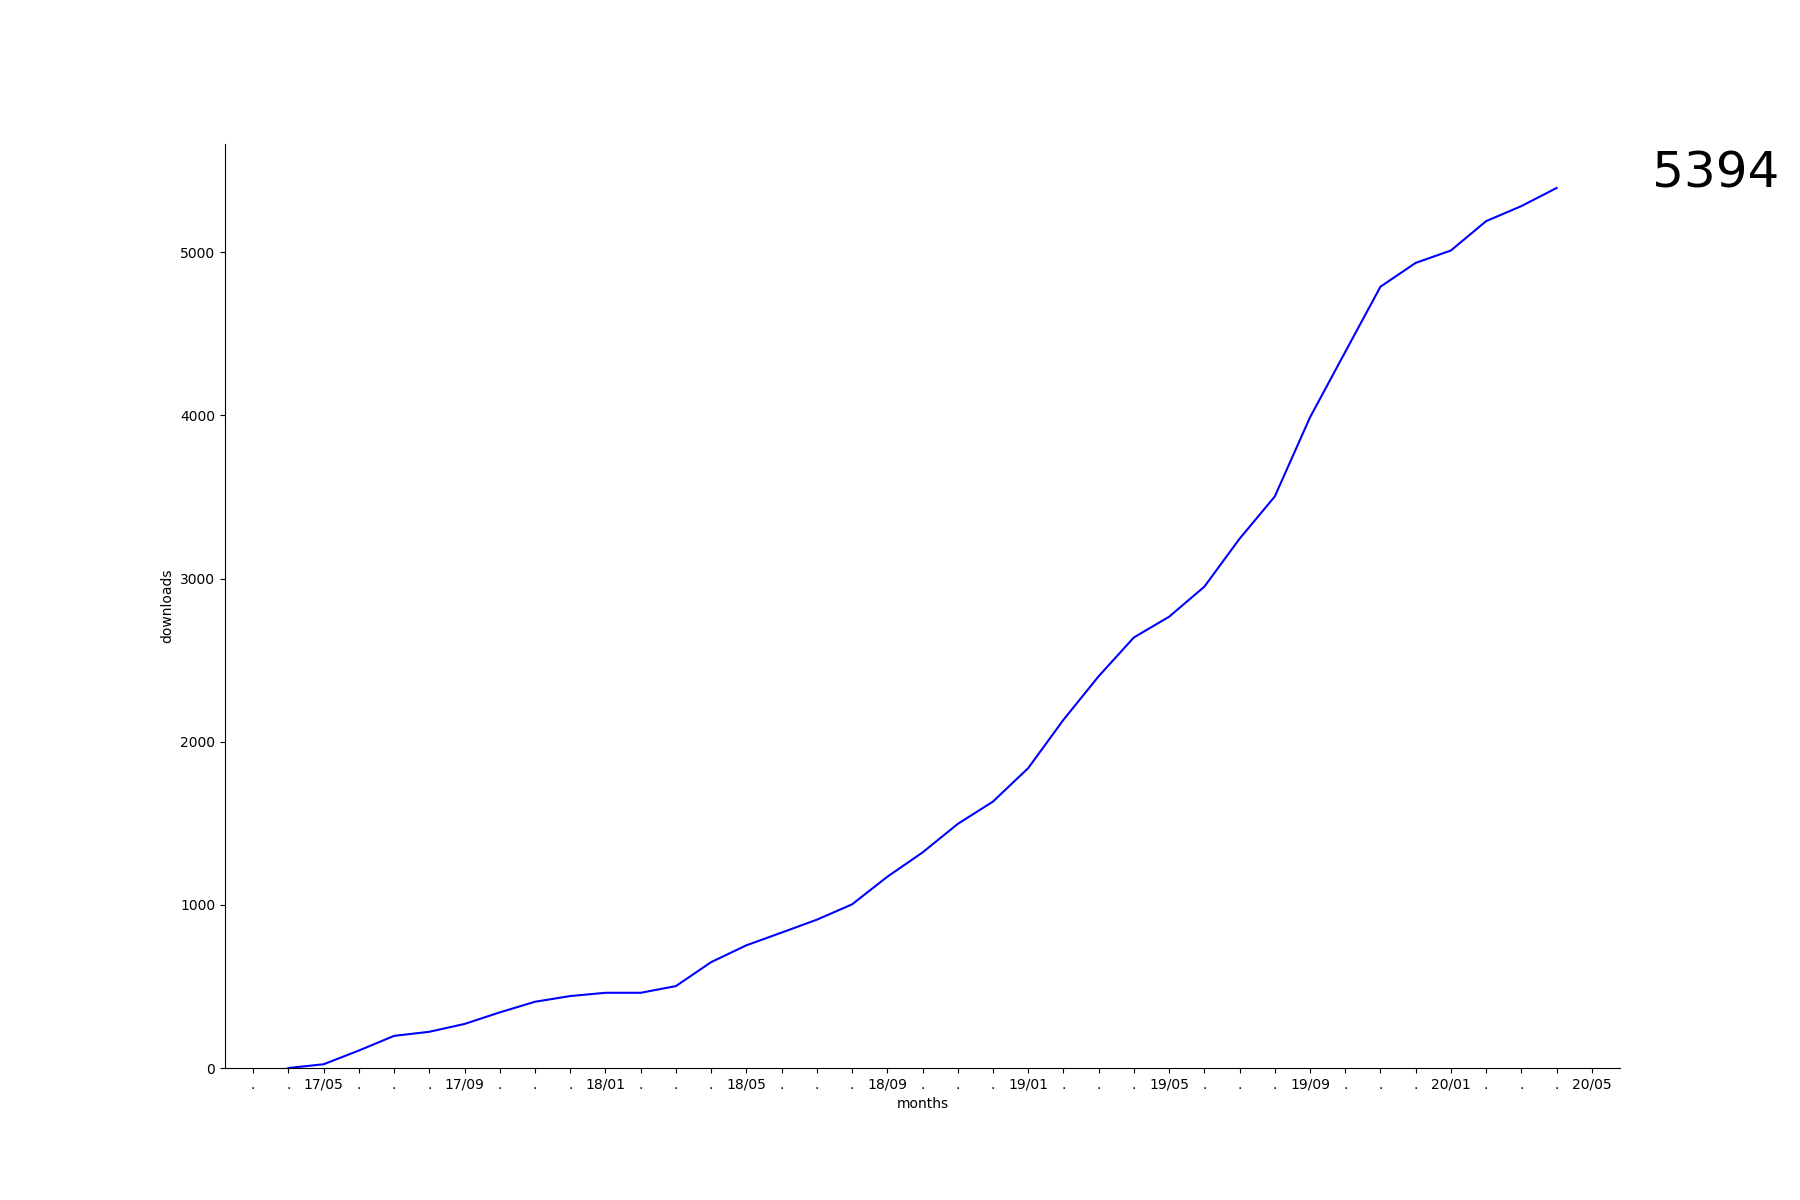 5394
5000
4000
3000
2000
1000
0
downloads
. . 17/05 . . . 17/09 . . . 18/01 . . . 18/05 . . . 18/09 . . . 19/01 . . . 19/05 . . . 19/09 . . . 20/01 . . . 20/05
months